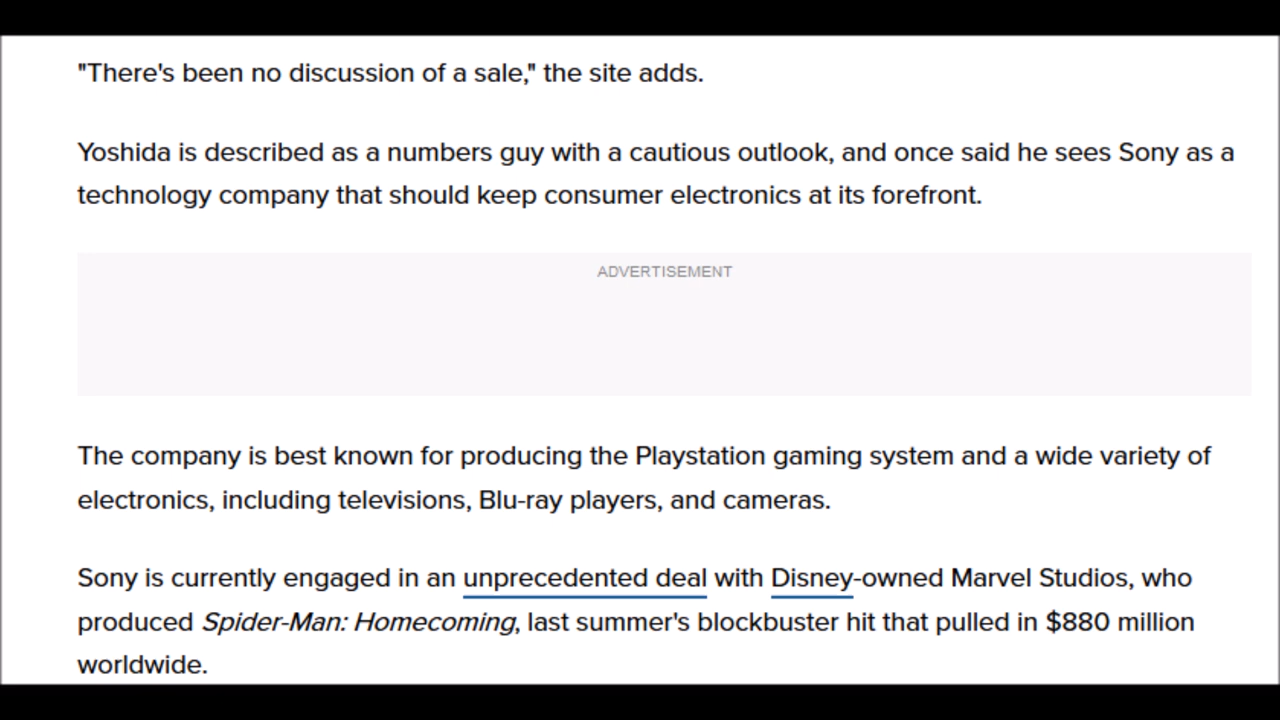 "There's been no discussion of a sale," the site adds.
Yoshida is described as a numbers guy with a cautious outlook, and once said he sees Sony as a
technology company that should keep consumer electronics at its forefront.
ADVERTISEMENT
The company is best known for producing the Playstation gaming system and a wide variety of
electronics, including televisions, Blu-ray players, and cameras.
Sony is currently engaged in an unprecedented deal with Disney-owned Marvel Studios, who
produced Spider-Man: Homecoming, last summer's blockbuster hit that pulled in $880 million
worldwide.